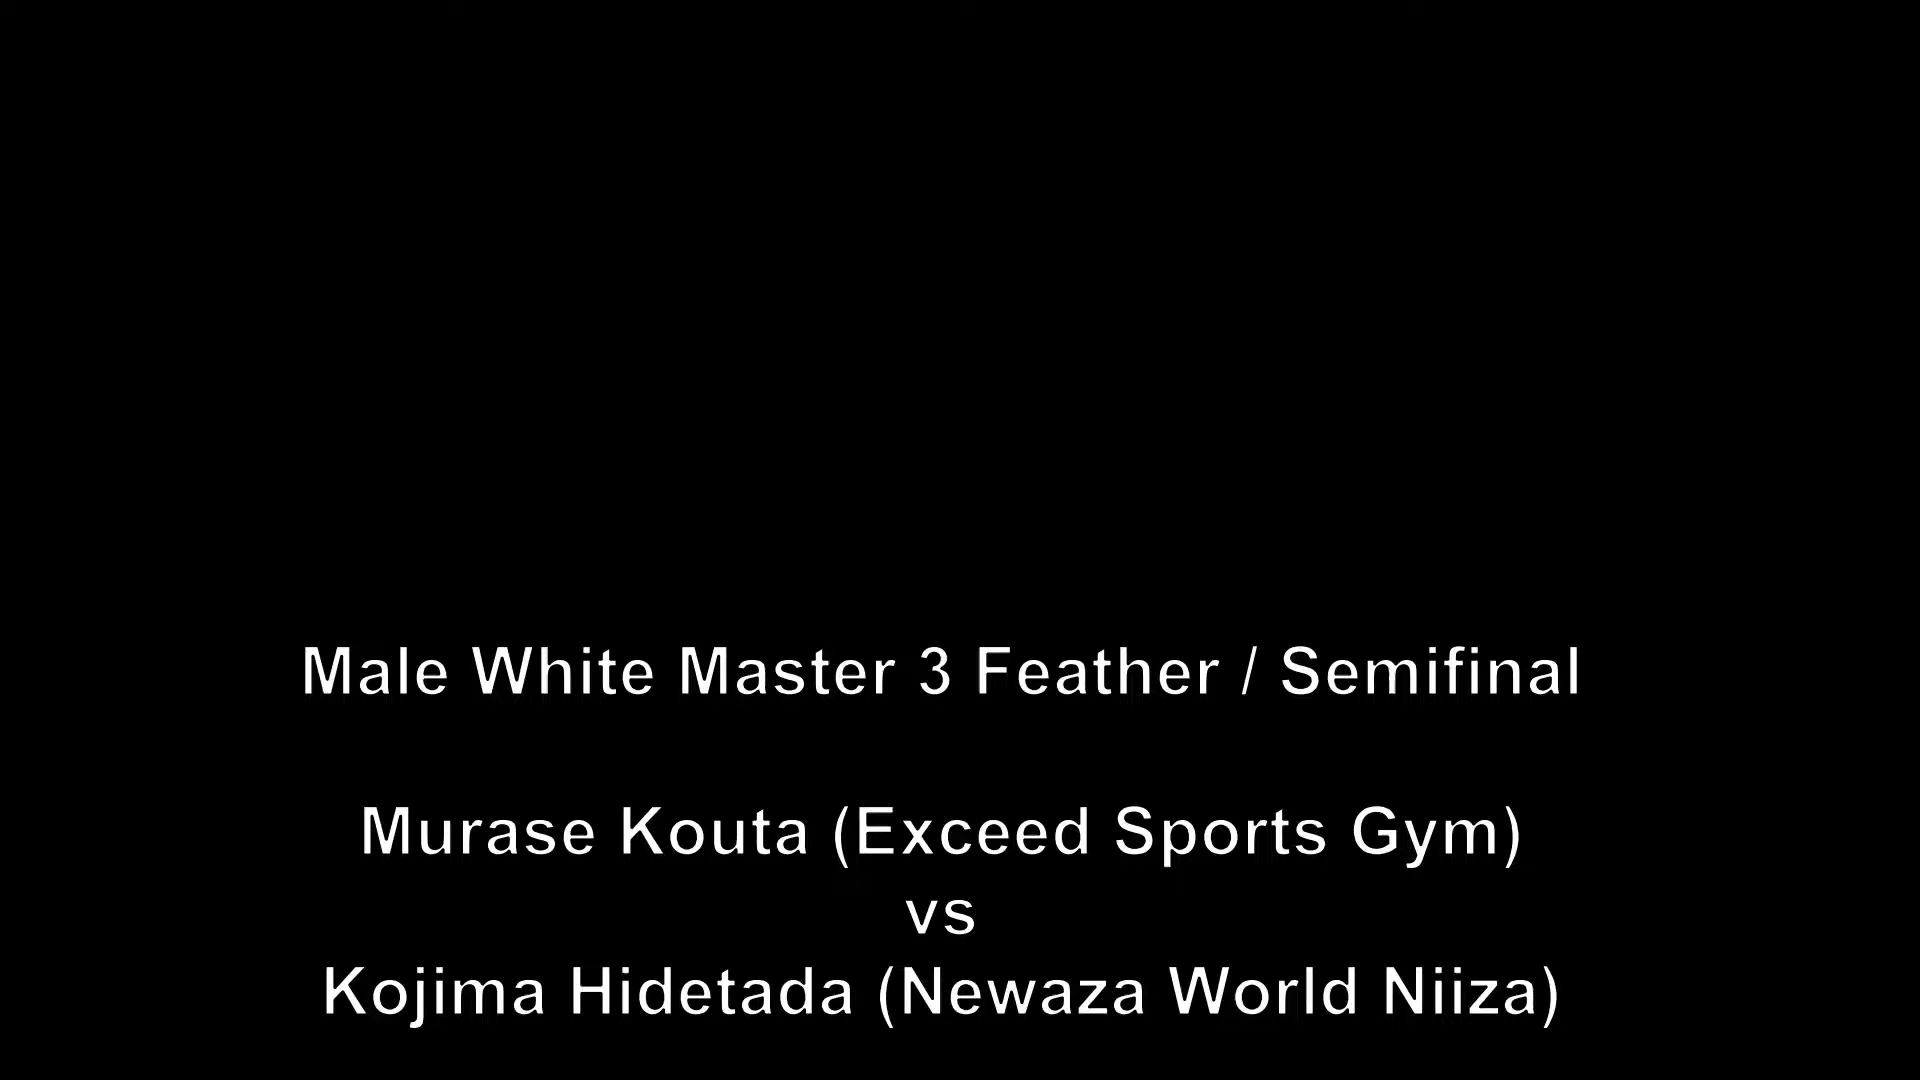 Male White Master 3 Feather / Semifinal
Murase Kouta (Exceed Sports Gym)
vs
Kojima Hidetada (Newaza World Niiza)